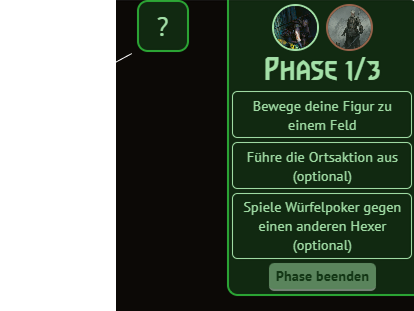 ?
PHASE 1/3
Bewege deine Figur zu
einem Feld
Führe die Ortsaktion aus
(optional)
Spiele Würfelpoker gegen
einen anderen Hexer
(optional)
Phase beenden